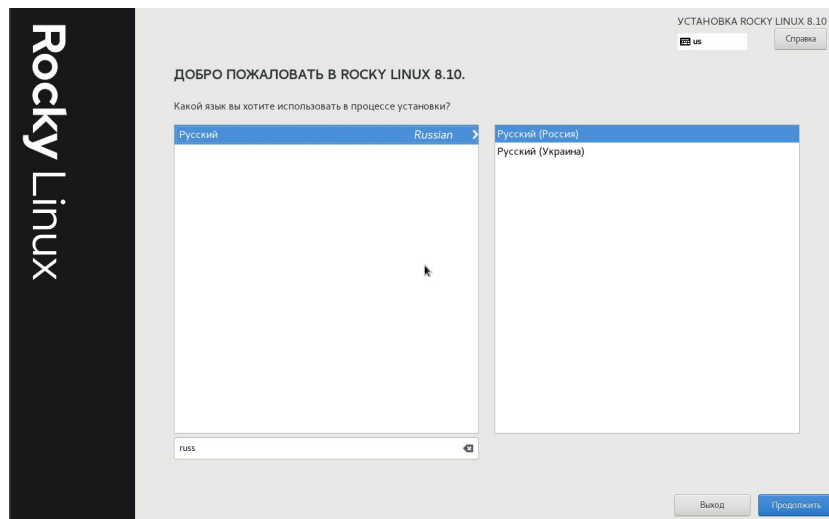 Rocky Linux
УСТАНОВКА ROCKY LINUX 8.10
us
Справка
ДОБРО ПОЖАЛОВАТЬ В ROCKY LINUX 8.10.
Какой язык вы хотите использовать в процессе установки?
Русский Russian
Русский (Россия)
Русский (Украина)
russ
Выход
Продолжить